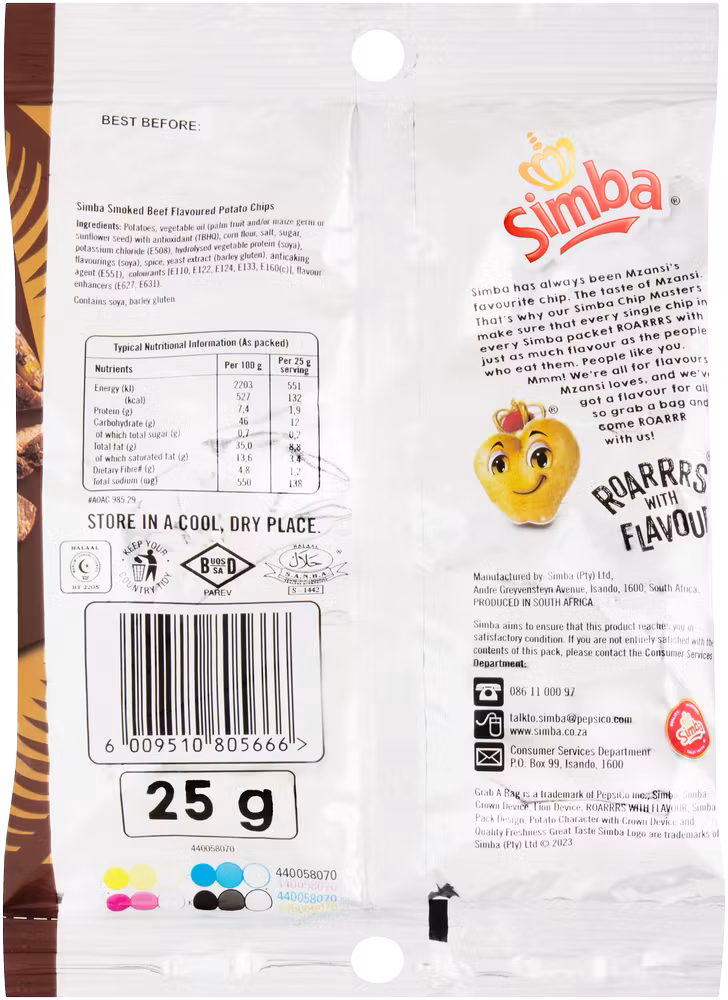 BEST BEFORE:
Simba Smoked Beef Flavoured Potato Chips
Ingredients: Potatoes, vegetable oil (palm fruit and/or maize germ or
sunflower seed) with antioxidant (TBHQ), corn flour, salt, sugar,
potassium chloride (E508), hydrolysed vegetable protein (soya),
flavourings (soya), spice, yeast extract (barley gluten), anticaking
agent (E551), colourants [E110, E122, E124, E133, E160(c)], flavour
enhancers (E627, E631).
Contains soya, barley gluten.
Typical Nutritional Information (As packed)
Nutrients Per 100 g Per 25 g serving
Energy (kJ) 2203 551
(kcal) 527 132
Protein (g) 7,4 1,9
Carbohydrate (g) 46 12
of which total sugar (g) 0,7 0,2
Total fat (g) 35,0 8,8
of which saturated fat (g) 13,6 3,4
Dietary Fibre# (g) 4,8 1,2
Total sodium (mg) 550 138
#AOAC 985.29
STORE IN A COOL, DRY PLACE.
HALAAL
KEEP YOUR COUNTRY TIDY
B UOS SA D
PAREV
HALAAL
حلال
S.A.N.H.A.
S - 1442
6 009510 805666 >
25 g
440058070
440058070
440058070
440058070
Simba®
Simba has always been Mzansi's
favourite chip. The taste of Mzansi.
That's why our Simba Chip Masters
make sure that every single chip in
every Simba packet ROARRRS with
just as much flavour as the people
who eat them. People like you.
Mmm! We're all for flavours
Mzansi loves, and we'v
got a flavour for all
so grab a bag and
come ROARRR
with us!
®
ROARRRS
WITH
FLAVOU
Manufactured by: Simba (Pty) Ltd,
Andre Greyvensteyn Avenue, Isando, 1600, South Africa.
PRODUCED IN SOUTH AFRICA
Simba aims to ensure that this product reaches you in
satisfactory condition. If you are not entirely satisfied with th
contents of this pack, please contact the Consumer Services
Department:
086 11 000 97
talkto.simba@pepsico.com
www.simba.co.za
Consumer Services Department
P.O. Box 99, Isando, 1600
Simba
Grab A Bag is a trademark of PepsiCo Inc., Simba, Simba
Crown Device, Lion Device, ROARRRS WITH FLAVOUR, Simba
Pack Design, Potato Character with Crown Device and
Quality Freshness Great Taste Simba Logo are trademarks of
Simba (Pty) Ltd © 2023